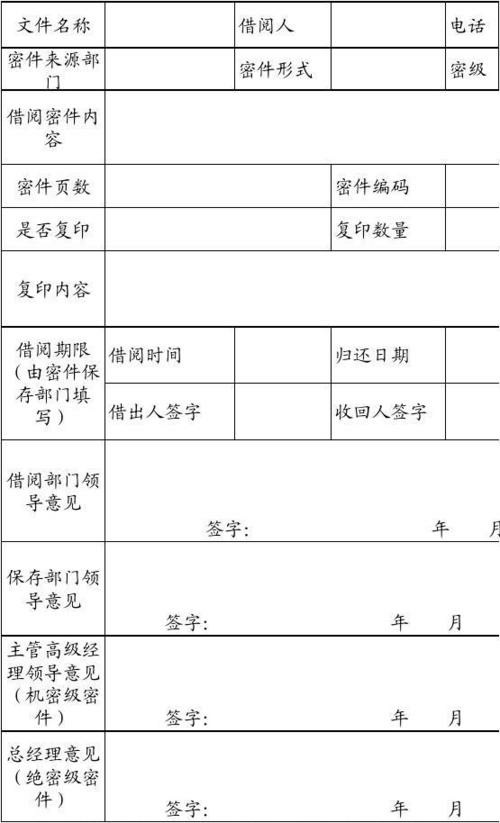 文件名称 借阅人 电话
密件来源部门 密件形式 密级
借阅密件内容
密件页数 密件编码
是否复印 复印数量
复印内容
借阅期限（由密件保存部门填写） 借阅时间 归还日期
借出人签字 收回人签字
借阅部门领导意见
签字： 年 月
保存部门领导意见
签字： 年 月
主管高级经理领导意见（机密级密件）
签字： 年 月
总经理意见（绝密级密件）
签字： 年 月